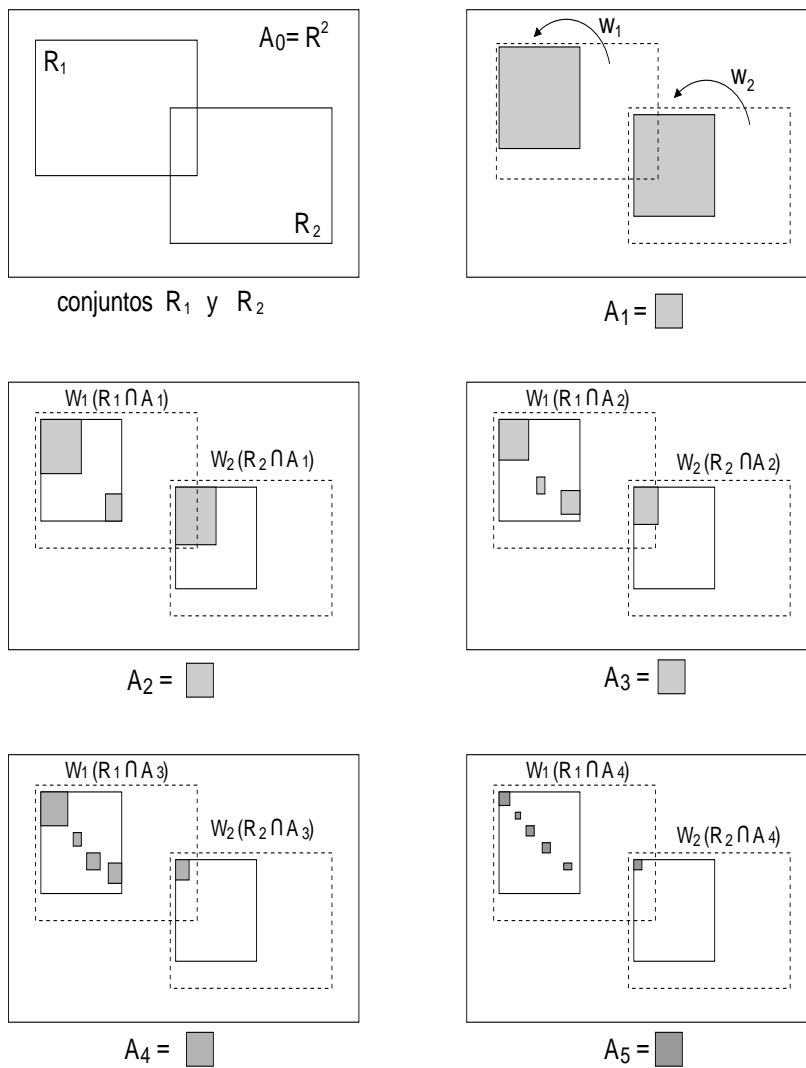 R₁
A₀ = R²
R₂
conjuntos R₁ y R₂
w₁
w₂
A₁ =
W₁(R₁ ∩ A₁)
W₂(R₂ ∩ A₁)
A₂ =
W₁(R₁ ∩ A₂)
W₂(R₂ ∩ A₂)
A₃ =
W₁(R₁ ∩ A₃)
W₂(R₂ ∩ A₃)
A₄ =
W₁(R₁ ∩ A₄)
W₂(R₂ ∩ A₄)
A₅ =